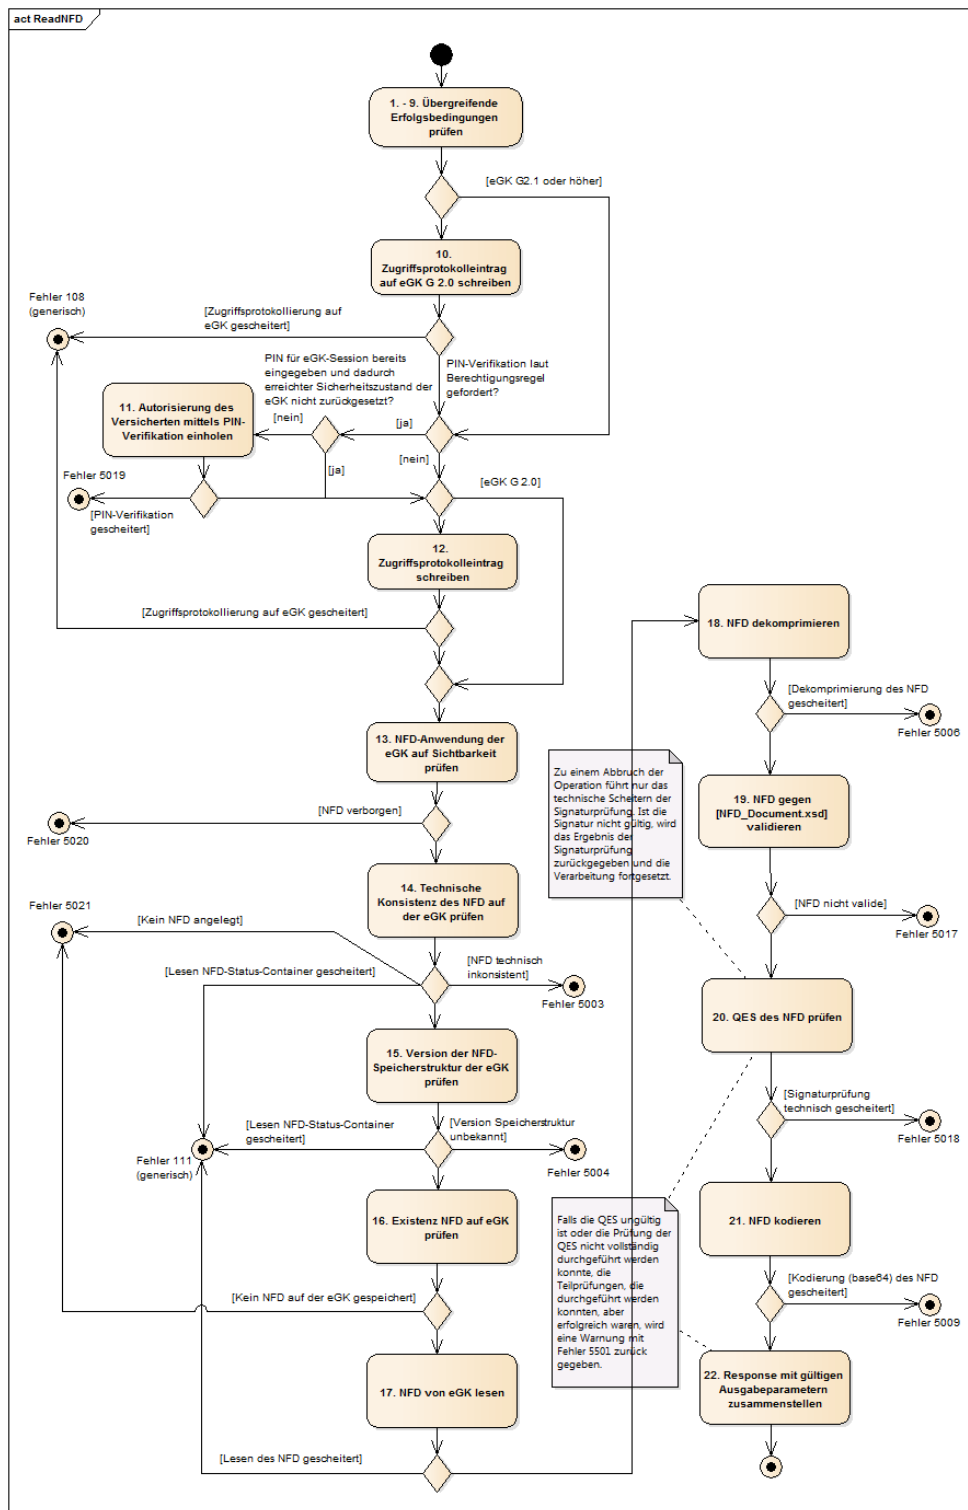 act ReadNFD
1. - 9. Übergreifende
Erfolgsbedingungen
prüfen
[eGK G2.1 oder höher]
10.
Zugriffsprotokolleintrag
auf eGK G 2.0 schreiben
Fehler 108
(generisch)
[Zugriffsprotokollierung auf
eGK gescheitert]
PIN für eGK-Session bereits
eingegeben und dadurch
erreichter Sicherheitszustand der
eGK nicht zurückgesetzt?
PIN-Verifikation laut
Berechtigungsregel
gefordert?
11. Autorisierung des
Versicherten mittels PIN-
Verifikation einholen
[nein]
[ja]
[nein]
[ja]
Fehler 5019
[PIN-Verifikation
gescheitert]
[eGK G 2.0]
12.
Zugriffsprotokolleintrag
schreiben
[Zugriffsprotokollierung auf eGK gescheitert]
13. NFD-Anwendung der
eGK auf Sichtbarkeit
prüfen
[NFD verborgen]
Fehler 5020
14. Technische
Konsistenz des NFD auf
der eGK prüfen
Fehler 5021
[Kein NFD angelegt]
[Lesen NFD-Status-Container gescheitert]
[NFD technisch
inkonsistent]
Fehler 5003
15. Version der NFD-
Speicherstruktur der eGK
prüfen
[Lesen NFD-Status-Container
gescheitert]
[Version Speicherstruktur
unbekannt]
Fehler 111
(generisch)
Fehler 5004
16. Existenz NFD auf eGK
prüfen
[Kein NFD auf der eGK gespeichert]
17. NFD von eGK lesen
[Lesen des NFD gescheitert]
18. NFD dekomprimieren
[Dekomprimierung des NFD
gescheitert]
Fehler 5006
Zu einem Abbruch der
Operation führt nur das
technische Scheitern der
Signaturprüfung. Ist die
Signatur nicht gültig, wird
das Ergebnis der
Signaturprüfung
zurückgegeben und die
Verarbeitung fortgesetzt.
19. NFD gegen
[NFD_Document.xsd]
validieren
[NFD nicht valide]
Fehler 5017
20. QES des NFD prüfen
[Signaturprüfung
technisch gescheitert]
Fehler 5018
Falls die QES ungültig
ist oder die Prüfung der
QES nicht vollständig
durchgeführt werden
konnte, die
Teilprüfungen, die
durchgeführt werden
konnten, aber
erfolgreich waren, wird
eine Warnung mit
Fehler 5501 zurück
gegeben.
21. NFD kodieren
[Kodierung (base64) des NFD
gescheitert]
Fehler 5009
22. Response mit gültigen
Ausgabeparametern
zusammenstellen